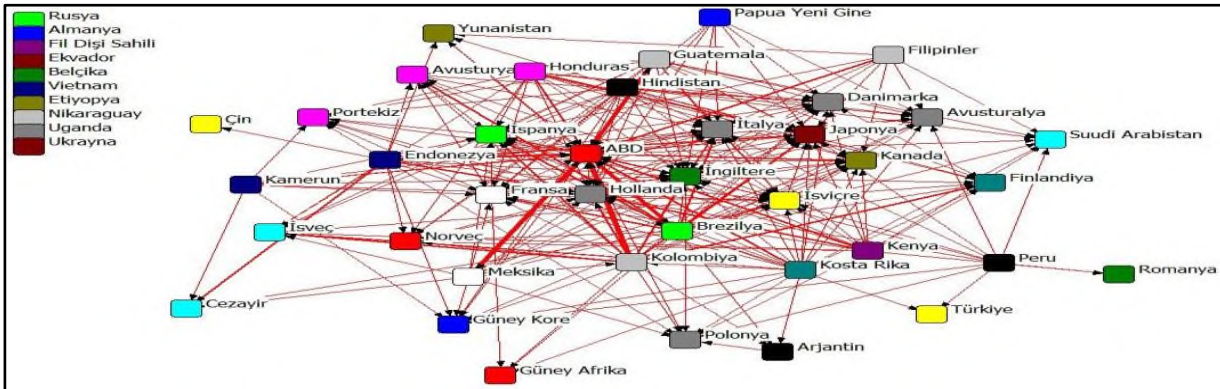 Rusya
Almanya
Fil Dişi Sahili
Ekvador
Belçika
Vietnam
Etiyopya
Nikaraguay
Uganda
Ukrayna
Papua Yeni Gine
Yunanistan
Guatemala
Filipinler
Avusturya
Honduras
Hindistan
Danimarka
Avusturalya
Portekiz
Çin
İspanya
İtalya
Japonya
Suudi Arabistan
ABD
Endonezya
Kanada
Kamerun
Fransa
Hollanda
İngiltere
İsviçre
Finlandiya
İsveç
Norveç
Brezilya
Kenya
Meksika
Kolombiya
Kosta Rika
Peru
Romanya
Cezayir
Güney Kore
Türkiye
Polonya
Arjantin
Güney Afrika